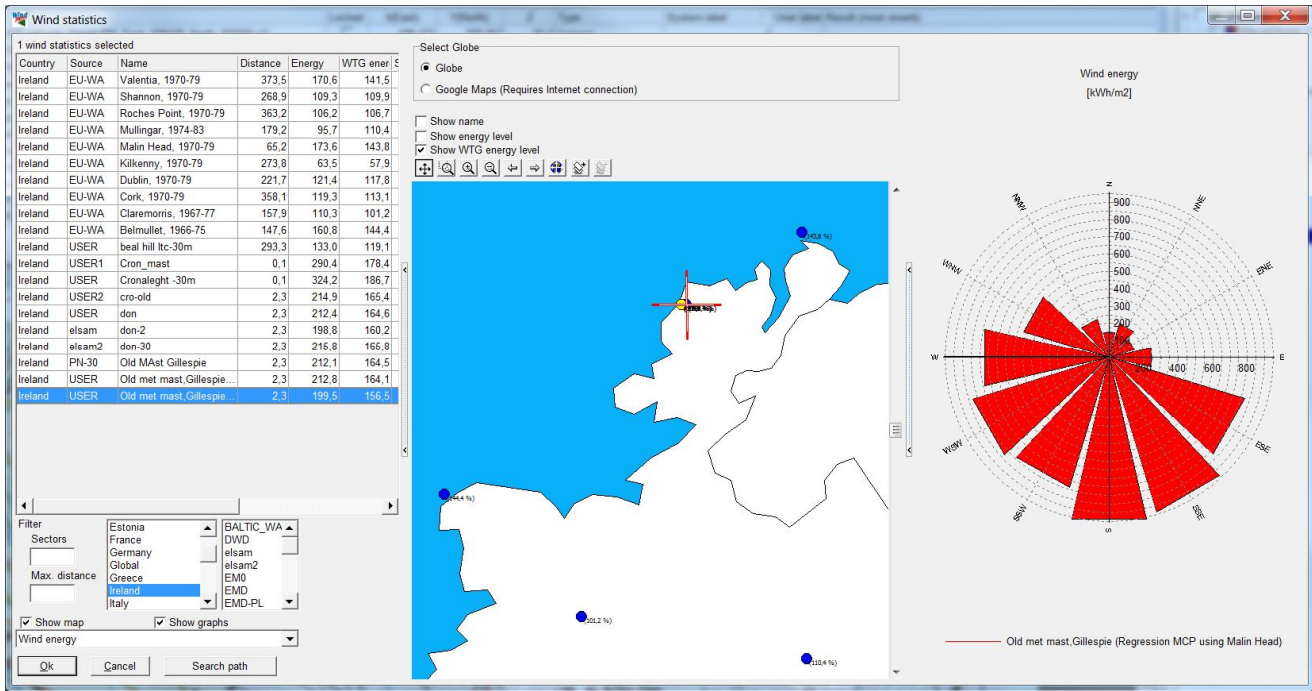 Wind statistics
1 wind statistics selected
Country Source Name Distance Energy WTG ener S
Ireland EU-WA Valentia, 1970-79 373,5 170,6 141,5
Ireland EU-WA Shannon, 1970-79 268,9 109,3 109,9
Ireland EU-WA Roches Point, 1970-79 363,2 106,2 106,7
Ireland EU-WA Mullingar, 1974-83 179,2 95,7 110,4
Ireland EU-WA Malin Head, 1970-79 65,2 173,6 143,8
Ireland EU-WA Kilkenny, 1970-79 273,8 63,5 57,9
Ireland EU-WA Dublin, 1970-79 221,7 121,4 117,8
Ireland EU-WA Cork, 1970-79 358,1 119,3 113,1
Ireland EU-WA Claremorris, 1967-77 157,9 110,3 101,2
Ireland EU-WA Belmullet, 1966-75 147,6 160,8 144,4
Ireland USER beal hill ltc-30m 293,3 133,0 119,1
Ireland USER1 Cron_mast 0,1 290,4 178,4
Ireland USER Cronaleght -30m 0,1 324,2 186,7
Ireland USER2 cro-old 2,3 214,9 165,4
Ireland USER don 2,3 212,4 164,6
Ireland elsam don-2 2,3 198,8 160,2
Ireland elsam2 don-30 2,3 215,8 165,8
Ireland PN-30 Old MAst Gillespie 2,3 212,1 164,5
Ireland USER Old met mast,Gillespie... 2,3 212,8 164,1
Ireland USER Old met mast,Gillespie... 2,3 199,5 156,5
Filter
Sectors
Max. distance
Estonia
France
Germany
Global
Greece
Ireland
Italy
BALTIC_WA
DWD
elsam
elsam2
EM0
EMD
EMD-PL
Show map Show graphs
Wind energy
Ok Cancel Search path
Select Globe
Globe
Google Maps (Requires Internet connection)
Show name
Show energy level
Show WTG energy level
(143,8 %)
(144,4 %)
(101,2 %)
(110,4 %)
Wind energy
[kWh/m2]
N
NNW NNE
WNW ENE
W E
WSW ESE
SSW SSE
S
900
800
700
600
500
400
300
200
100
200 400 600 800
Old met mast,Gillespie (Regression MCP using Malin Head)